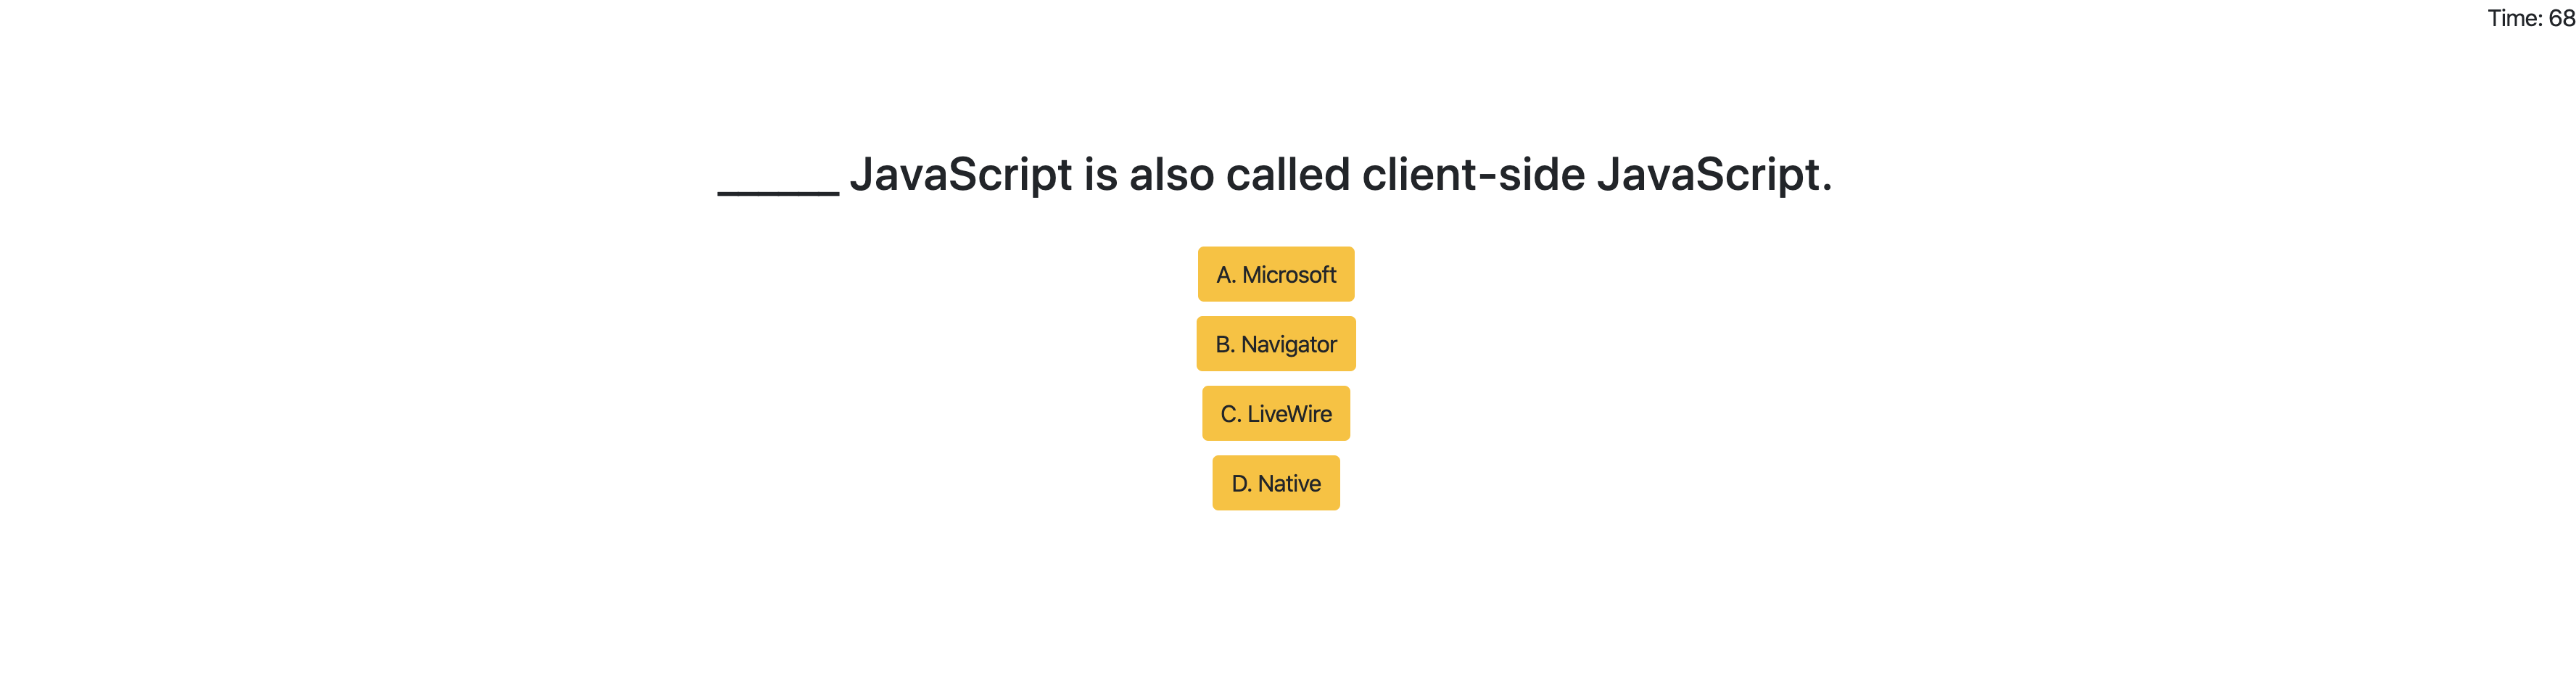 Time: 68
______ JavaScript is also called client-side JavaScript.
A. Microsoft
B. Navigator
C. LiveWire
D. Native